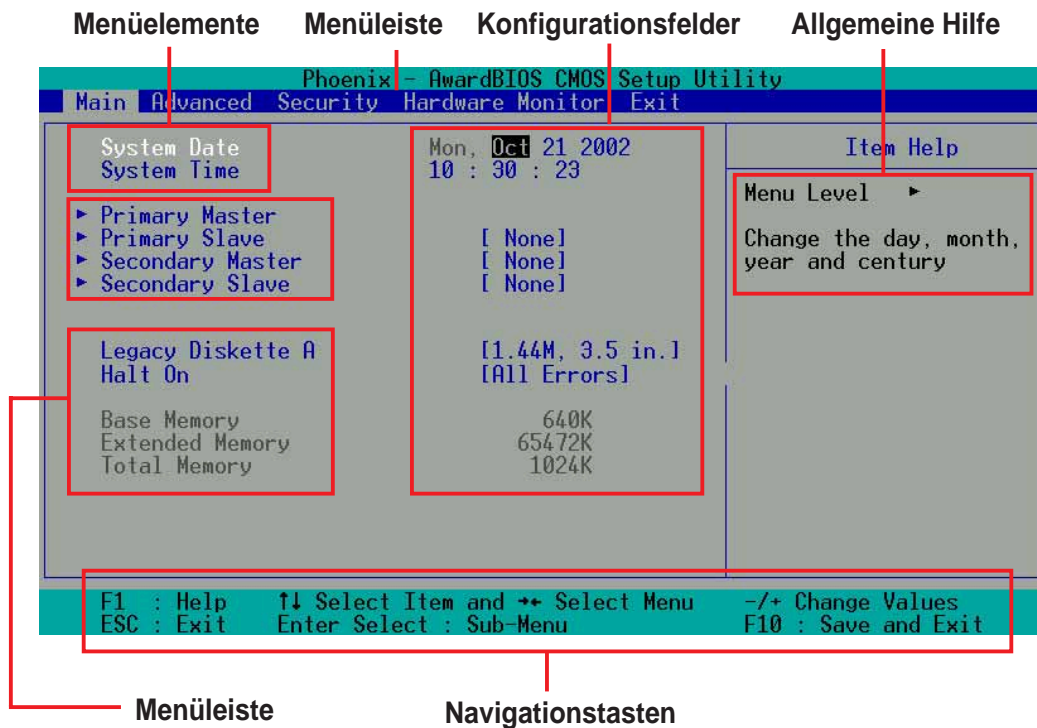 Menüelemente Menüleiste Konfigurationsfelder Allgemeine Hilfe
Phoenix - AwardBIOS CMOS Setup Utility
Main Advanced Security Hardware Monitor Exit
System Date Mon, Oct 21 2002
System Time 10 : 30 : 23
Item Help
▶ Primary Master
▶ Primary Slave [ None]
▶ Secondary Master [ None]
▶ Secondary Slave [ None]
Legacy Diskette A [1.44M, 3.5 in.]
Halt On [All Errors]
Base Memory 640K
Extended Memory 65472K
Total Memory 1024K
Menu Level ▶
Change the day, month,
year and century
F1 : Help ↑↓ Select Item and →← Select Menu -/+ Change Values
ESC : Exit Enter Select : Sub-Menu F10 : Save and Exit
Menüleiste Navigationstasten